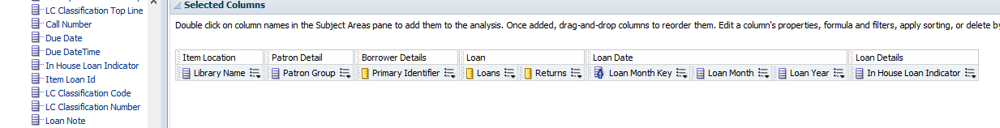 LC Classification Top Line
Call Number
Due Date
Due DateTime
In House Loan Indicator
Item Loan Id
LC Classification Code
LC Classification Number
Loan Note
Selected Columns
Double click on column names in the Subject Areas pane to add them to the analysis. Once added, drag-and-drop columns to reorder them. Edit a column's properties, formula and filters, apply sorting, or delete by
Item Location Patron Detail Borrower Details Loan Loan Date Loan Details
Library Name Patron Group Primary Identifier Loans Returns Loan Month Key Loan Month Loan Year In House Loan Indicator